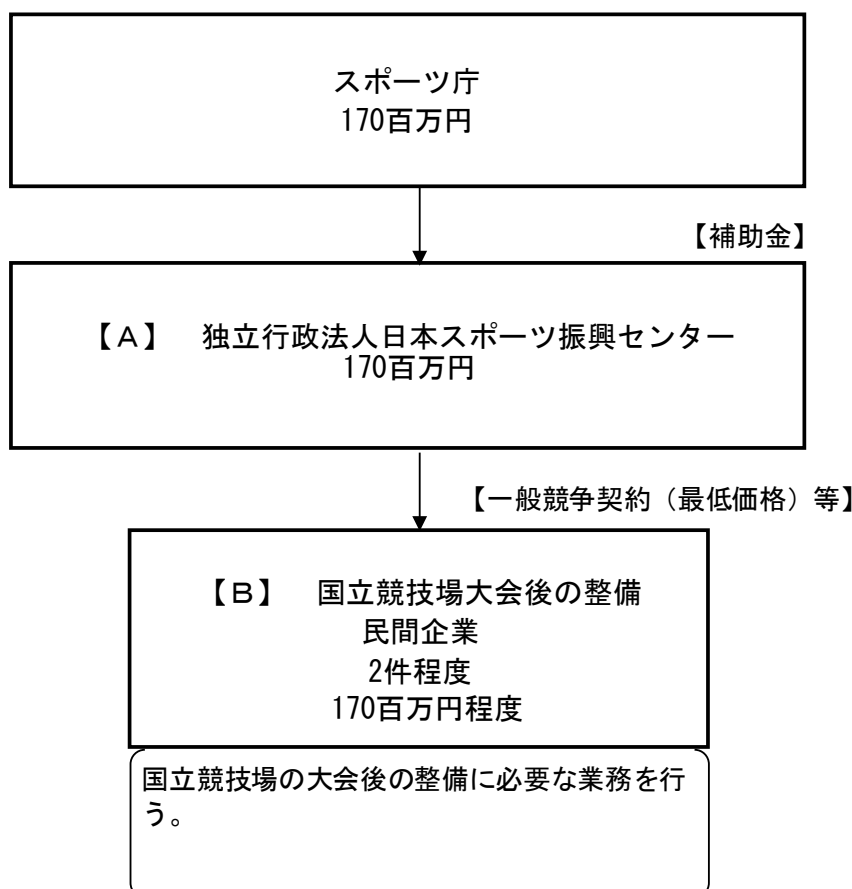 スポーツ庁
170百万円
【補助金】
【Ａ】　独立行政法人日本スポーツ振興センター
170百万円
【一般競争契約（最低価格）等】
【Ｂ】　国立競技場大会後の整備
民間企業
2件程度
170百万円程度
国立競技場の大会後の整備に必要な業務を行
う。